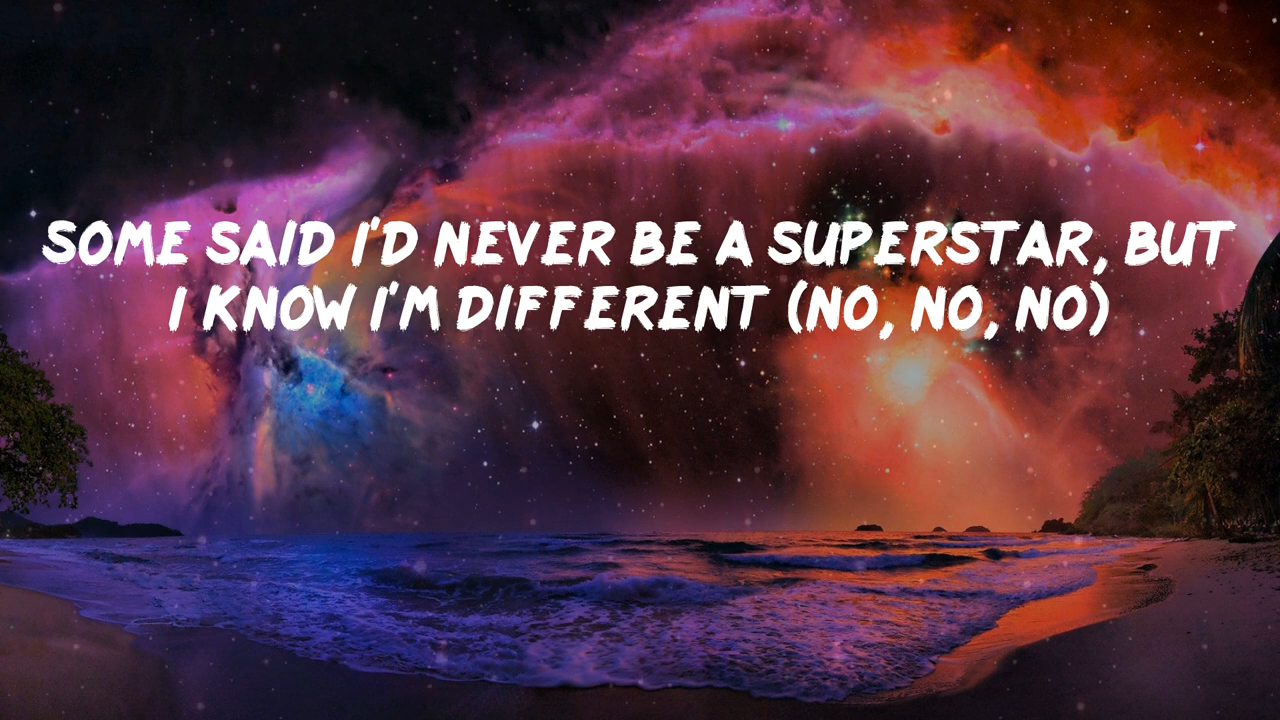 SOME SAID I'D NEVER BE A SUPERSTAR, BUT
I KNOW I'M DIFFERENT (NO, NO, NO)